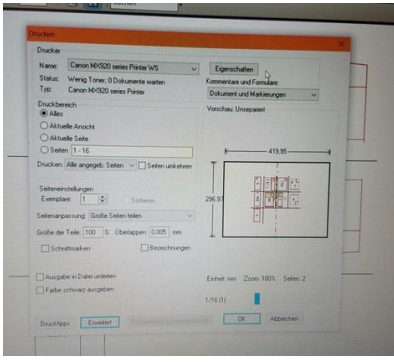 Drucken
Drucker
Name: Canon MX920 series Printer WS
Eigenschaften
Status: Wenig Toner; 0 Dokumente warten
Kommentare und Formulare:
Typ: Canon MX920 series Printer
Dokument und Markierungen
Druckbereich
Vorschau: Unsepariert
Alles
Aktuelle Ansicht
Aktuelle Seite
Seiten 1 - 16
419,95
Drucken: Alle angegeb. Seiten
Seiten umkehren
296,97
Seiteneinstellungen
Exemplare: 1
Sortieren
Seitenanpassung: Große Seiten teilen
Größe der Teile: 100 % Überlappen: 0.005 mm
Schnittmarken
Bezeichnungen
Ausgabe in Datei umleiten
Einheit: mm Zoom: 100% Seiten: 2
Farbe schwarz ausgeben
1/16 (1)
Drucktipps
Erweitert
OK
Abbrechen